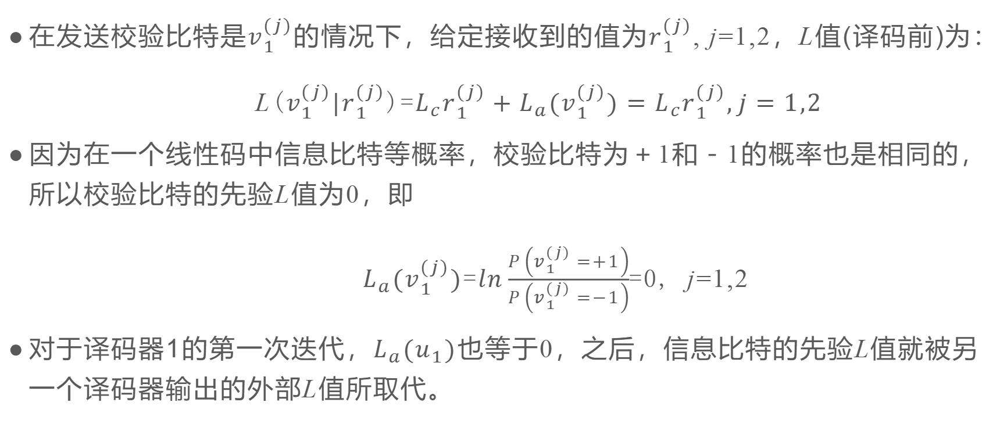 ● 在发送校验比特是$v_1^{(j)}$的情况下，给定接收到的值为$r_1^{(j)}$, j=1,2，L值(译码前)为：
$L（v_1^{(j)}|r_1^{(j)}）=L_c r_1^{(j)} + L_a(v_1^{(j)}) = L_c r_1^{(j)}, j = 1,2$
● 因为在一个线性码中信息比特等概率，校验比特为＋1和－1的概率也是相同的，
所以校验比特的先验L值为0，即
$L_a(v_1^{(j)})=ln\frac{P(v_1^{(j)}=+1)}{P(v_1^{(j)}=-1)}=0，j=1,2$
● 对于译码器1的第一次迭代，$L_a(u_1)$也等于0，之后，信息比特的先验L值就被另
一个译码器输出的外部L值所取代。